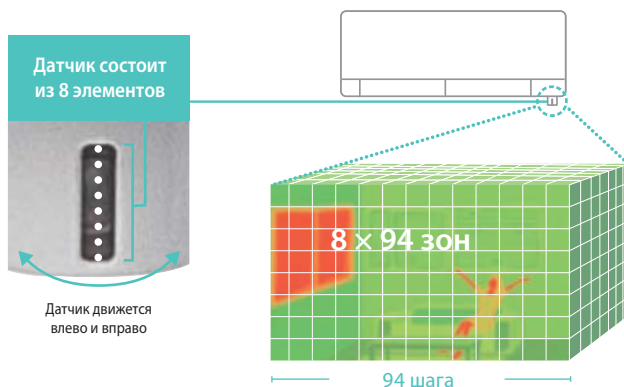 Датчик состоит
из 8 элементов
8 × 94 зон
Датчик движется
влево и вправо
94 шага